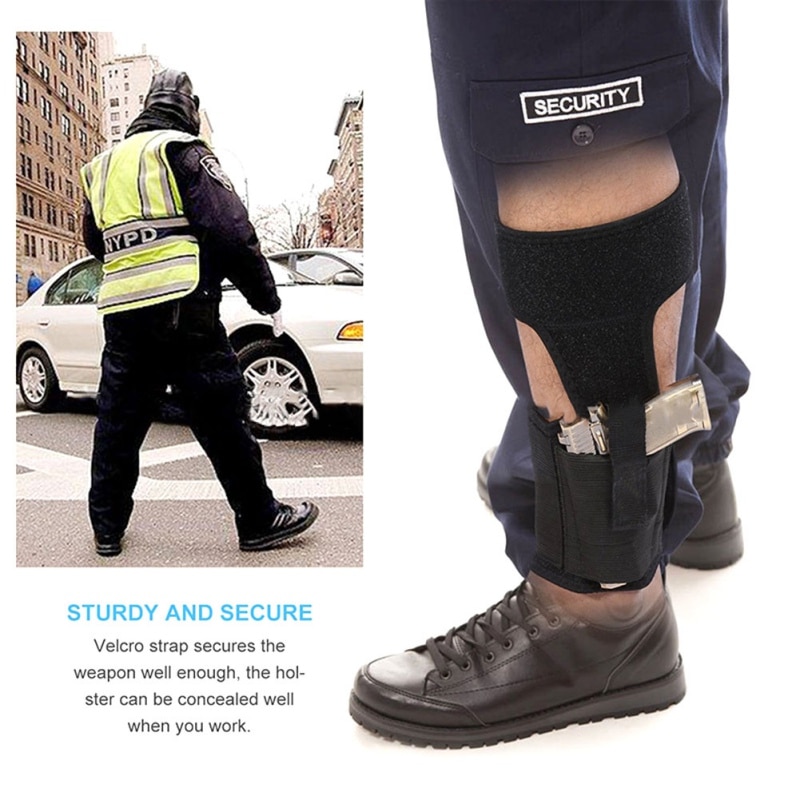 SECURITY
NYPD
STURDY AND SECURE
Velcro strap secures the
weapon well enough, the hol-
ster can be concealed well
when you work.